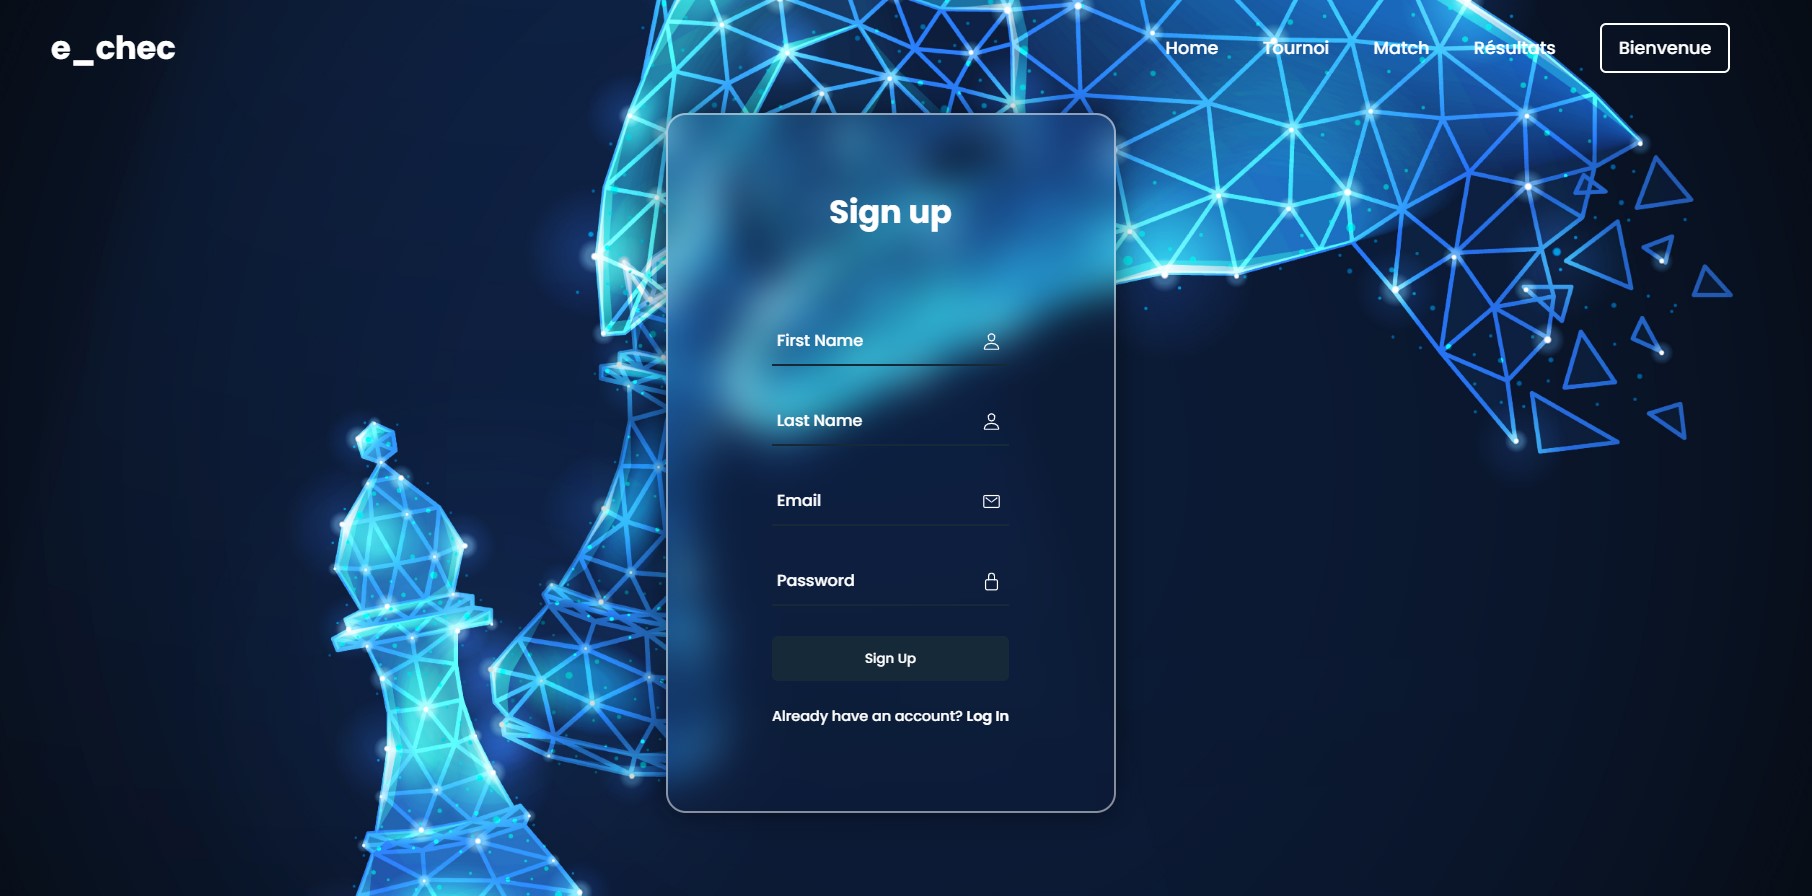 e_chec
Home Tournoi Match Résultats Bienvenue
Sign up
First Name
Last Name
Email
Password
Sign Up
Already have an account? Log In